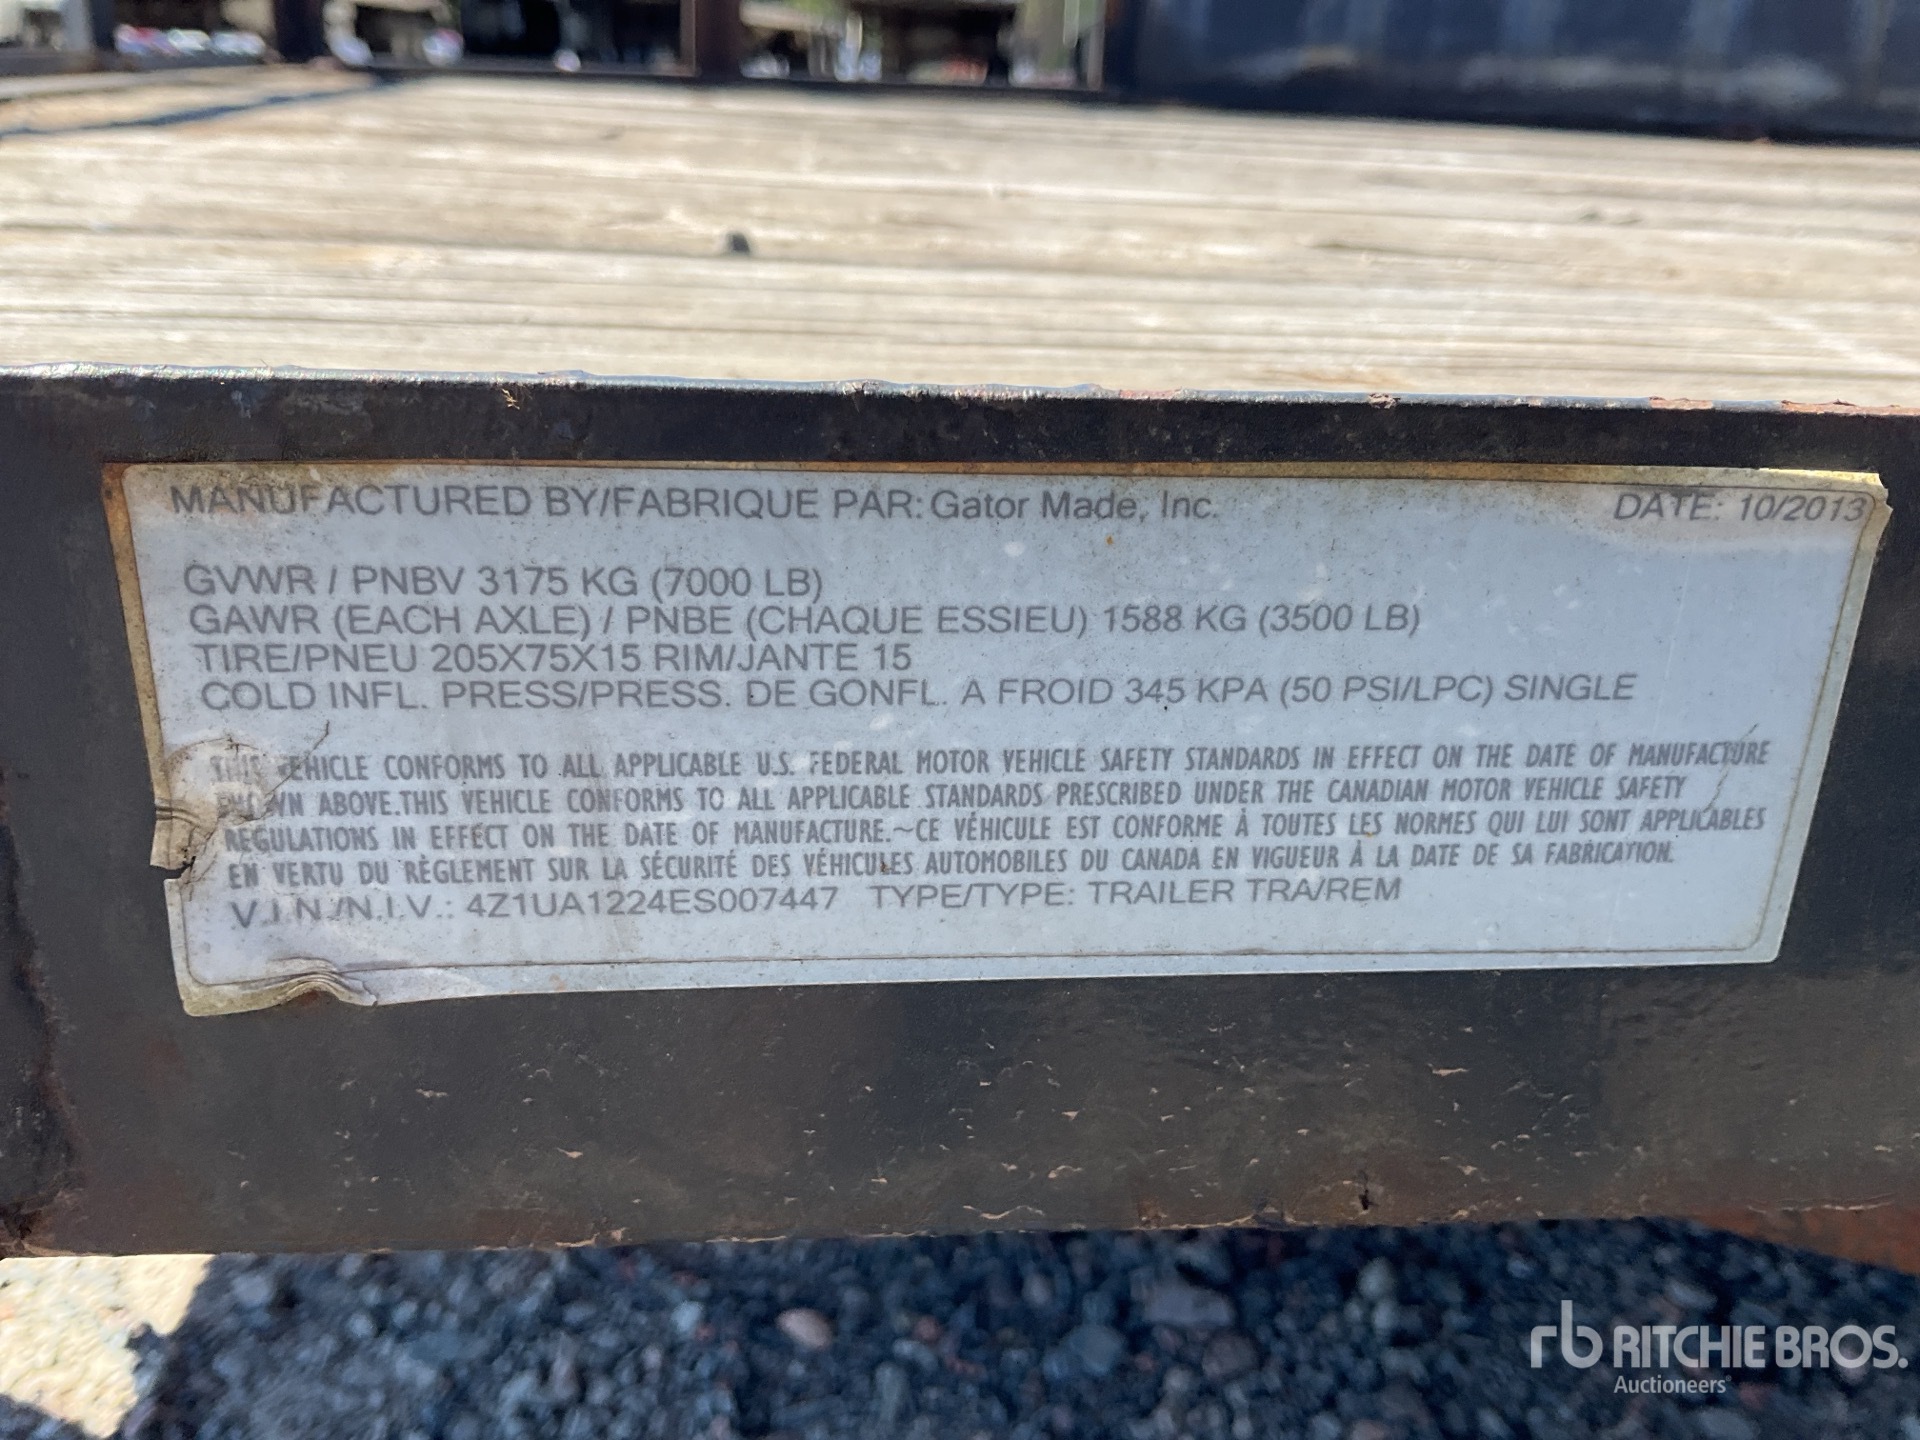 MANUFACTURED BY/FABRIQUE PAR: Gator Made, Inc. DATE: 10/2013
GVWR / PNBV 3175 KG (7000 LB)
GAWR (EACH AXLE) / PNBE (CHAQUE ESSIEU) 1588 KG (3500 LB)
TIRE/PNEU 205X75X15 RIM/JANTE 15
COLD INFL. PRESS/PRESS. DE GONFL. A FROID 345 KPA (50 PSI/LPC) SINGLE
THIS VEHICLE CONFORMS TO ALL APPLICABLE U.S. FEDERAL MOTOR VEHICLE SAFETY STANDARDS IN EFFECT ON THE DATE OF MANUFACTURE
SHOWN ABOVE. THIS VEHICLE CONFORMS TO ALL APPLICABLE STANDARDS PRESCRIBED UNDER THE CANADIAN MOTOR VEHICLE SAFETY
REGULATIONS IN EFFECT ON THE DATE OF MANUFACTURE.~CE VÉHICULE EST CONFORME À TOUTES LES NORMES QUI LUI SONT APPLICABLES
EN VERTU DU RÈGLEMENT SUR LA SÉCURITÉ DES VÉHICULES AUTOMOBILES DU CANADA EN VIGUEUR À LA DATE DE SA FABRICATION.
V.I.N./N.I.V.: 4Z1UA1224ES007447 TYPE/TYPE: TRAILER TRA/REM
rb RITCHIE BROS.
Auctioneers